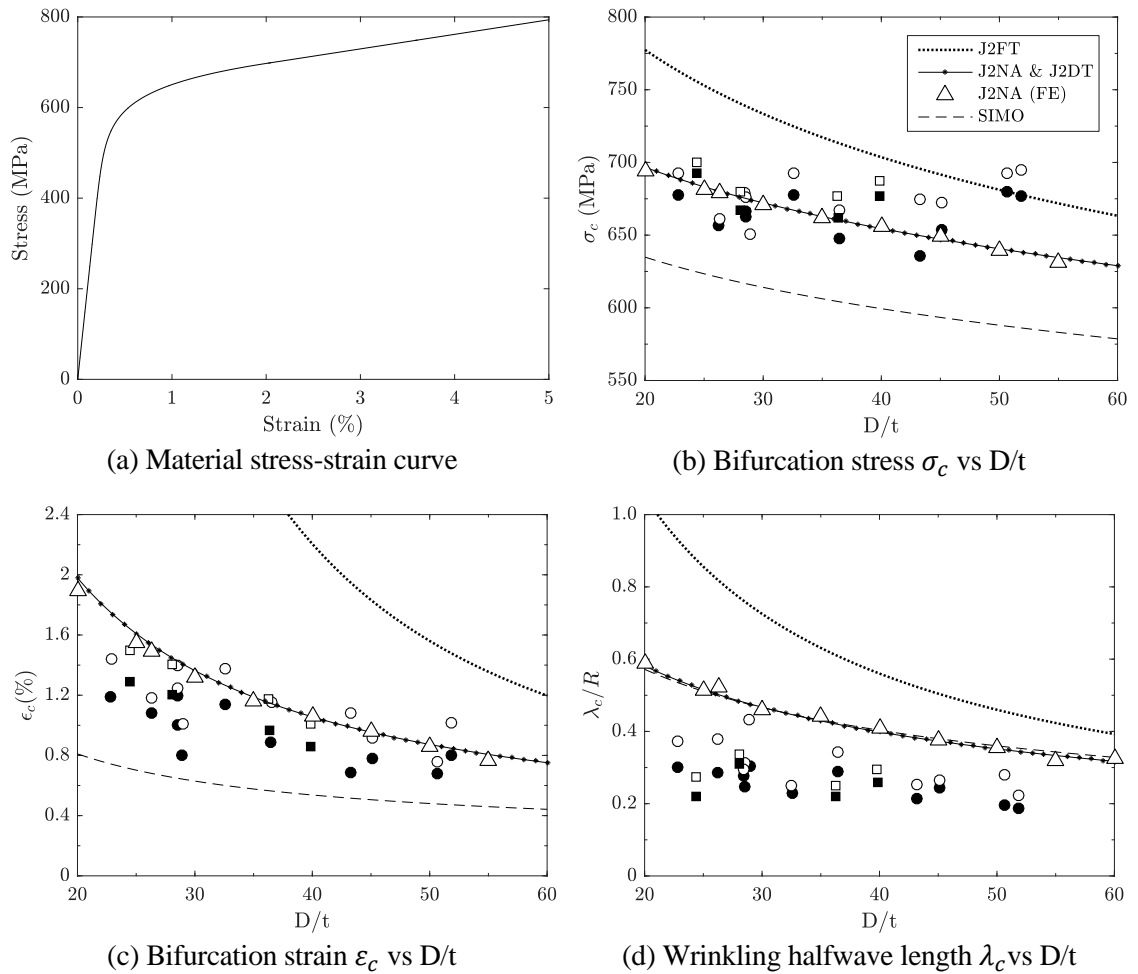 800
600
400
200
0
Stress (MPa)
0 1 2 3 4 5
Strain (%)
(a) Material stress-strain curve
800
750
700
650
600
550
σc (MPa)
20 30 40 50 60
D/t
J2FT
J2NA & J2DT
J2NA (FE)
SIMO
(b) Bifurcation stress σc vs D/t
2.4
2
1.6
1.2
0.8
0.4
0
ϵc(%)
20 30 40 50 60
D/t
(c) Bifurcation strain εc vs D/t
1.0
0.8
0.6
0.4
0.2
0
λc/R
20 30 40 50 60
D/t
(d) Wrinkling halfwave length λc vs D/t